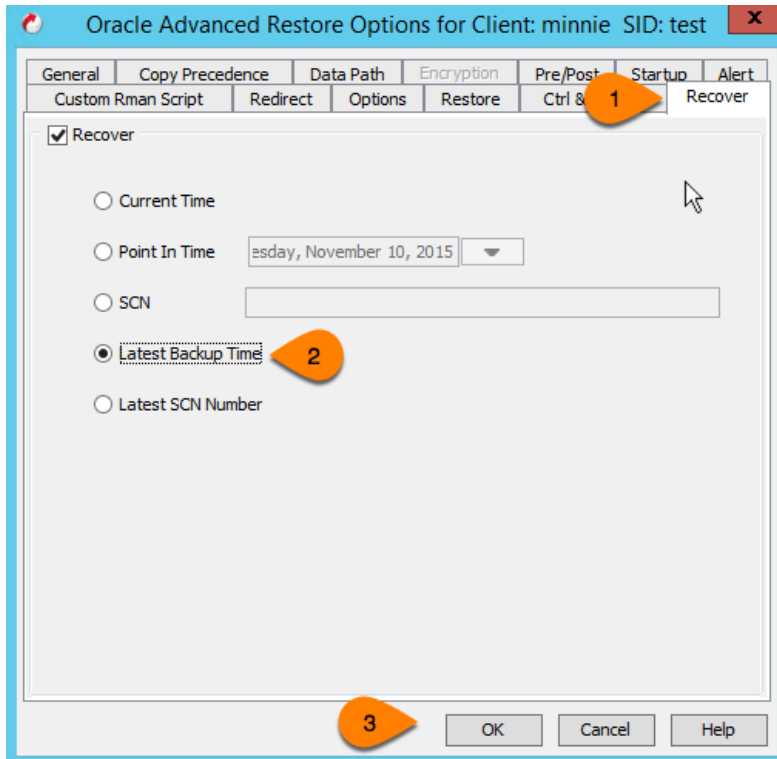 Oracle Advanced Restore Options for Client: minnie SID: test
x
General Copy Precedence Data Path Encryption Pre/Post Startup Alert
Custom Rman Script Redirect Options Restore Ctrl & 1 Recover
Recover
Current Time
Point In Time esday, November 10, 2015
SCN
Latest Backup Time 2
Latest SCN Number
3 OK Cancel Help